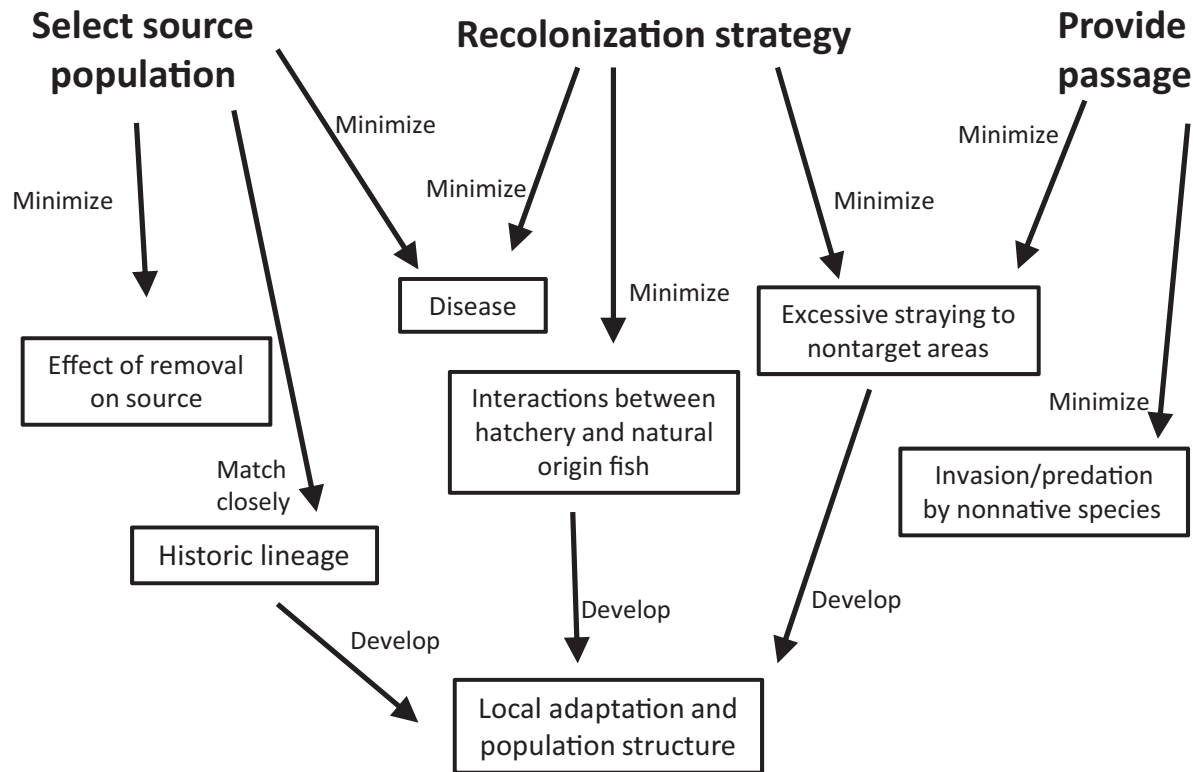 Select source
population
Recolonization strategy
Provide
passage
Minimize
Minimize
Minimize
Minimize
Minimize
Minimize
Minimize
Disease
Excessive straying to
nontarget areas
Effect of removal
on source
Interactions between
hatchery and natural
origin fish
Match
closely
Invasion/predation
by nonnative species
Historic lineage
Develop
Develop
Develop
Local adaptation and
population structure